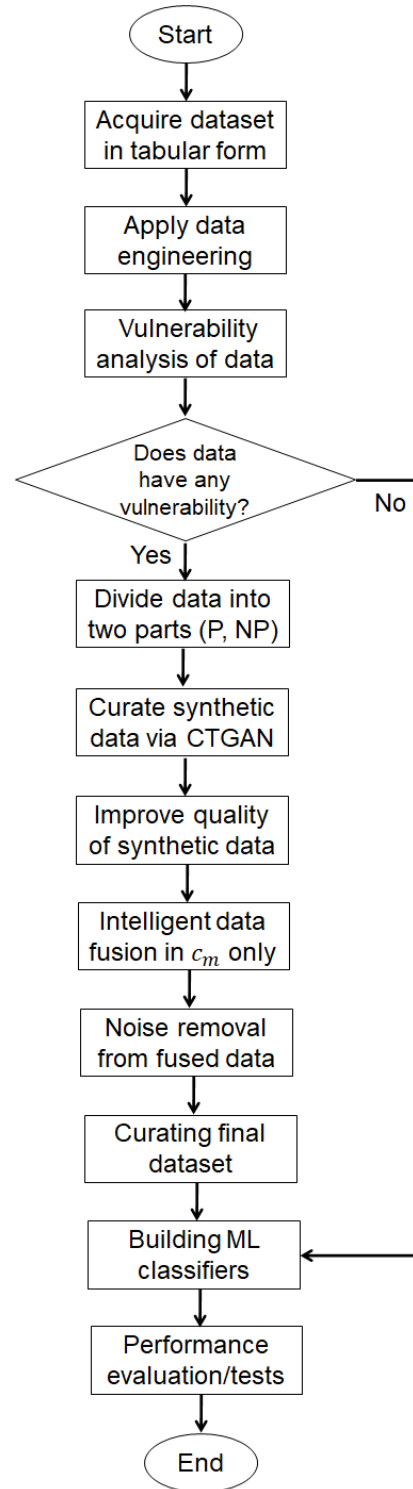 Start
Acquire dataset
in tabular form
Apply data
engineering
Vulnerability
analysis of data
Does data
have any
vulnerability?
No
Yes
Divide data into
two parts (P, NP)
Curate synthetic
data via CTGAN
Improve quality
of synthetic data
Intelligent data
fusion in cₘ only
Noise removal
from fused data
Curating final
dataset
Building ML
classifiers
Performance
evaluation/tests
End